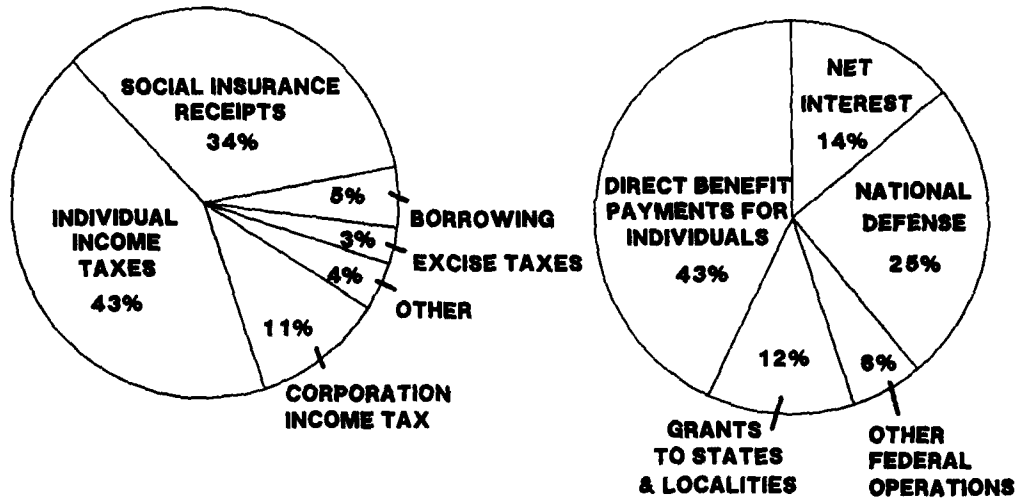 SOCIAL INSURANCE
RECEIPTS
34%
5%
BORROWING
3%
EXCISE TAXES
4%
OTHER
11%
CORPORATION
INCOME TAX
INDIVIDUAL
INCOME
TAXES
43%
NET
INTEREST
14%
NATIONAL
DEFENSE
25%
6%
OTHER
FEDERAL
OPERATIONS
12%
GRANTS
TO STATES
& LOCALITIES
DIRECT BENEFIT
PAYMENTS FOR
INDIVIDUALS
43%